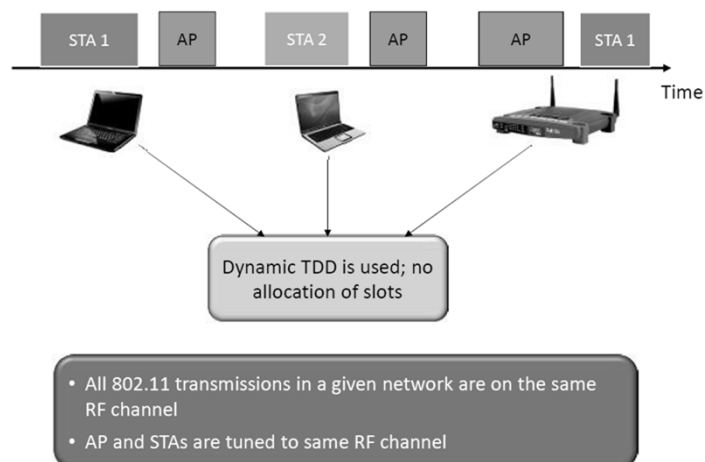 STA 1 AP STA 2 AP AP STA 1
Time
Dynamic TDD is used; no
allocation of slots
• All 802.11 transmissions in a given network are on the same
RF channel
• AP and STAs are tuned to same RF channel